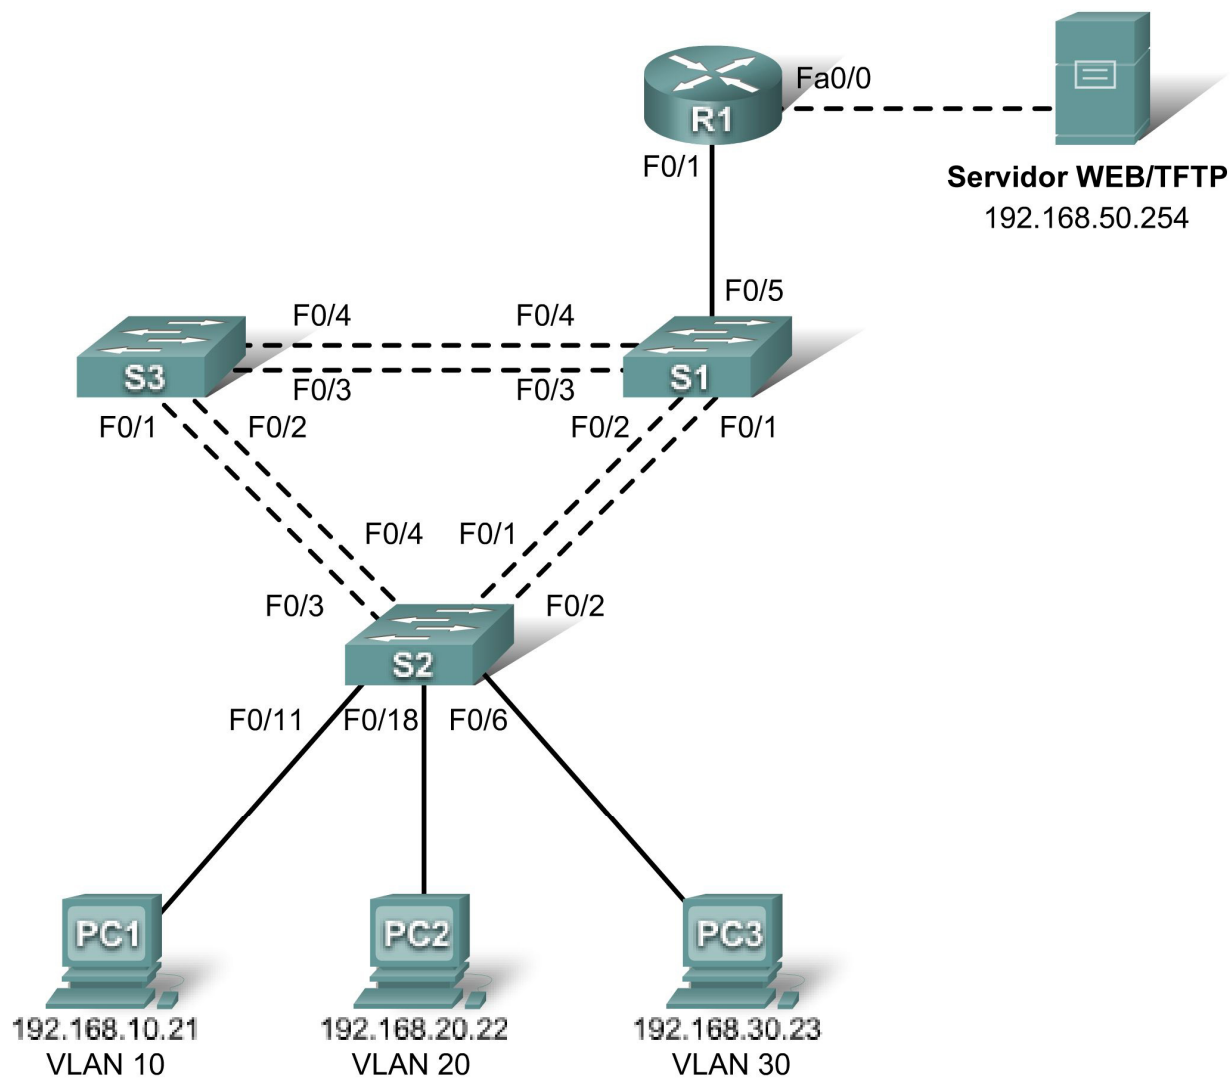 Fa0/0
R1
F0/1
Servidor WEB/TFTP
192.168.50.254
F0/5
F0/4
F0/4
S3
S1
F0/3
F0/3
F0/1
F0/2
F0/2
F0/1
F0/4
F0/1
F0/3
F0/2
S2
F0/11
F0/18
F0/6
PC1
PC2
PC3
192.168.10.21
192.168.20.22
192.168.30.23
VLAN 10
VLAN 20
VLAN 30